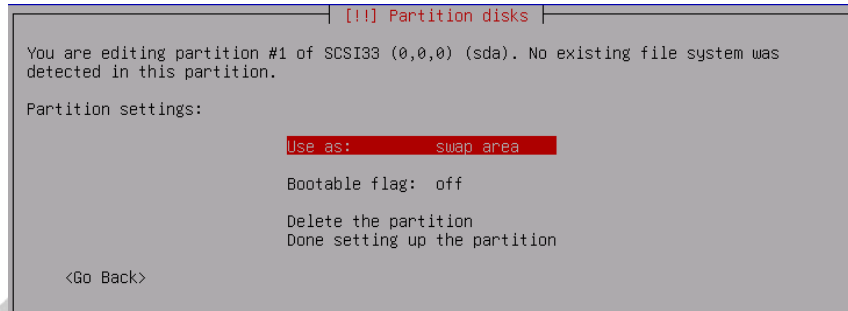 [!!] Partition disks
You are editing partition #1 of SCSI33 (0,0,0) (sda). No existing file system was
detected in this partition.
Partition settings:
Use as: swap area
Bootable flag: off
Delete the partition
Done setting up the partition
<Go Back>